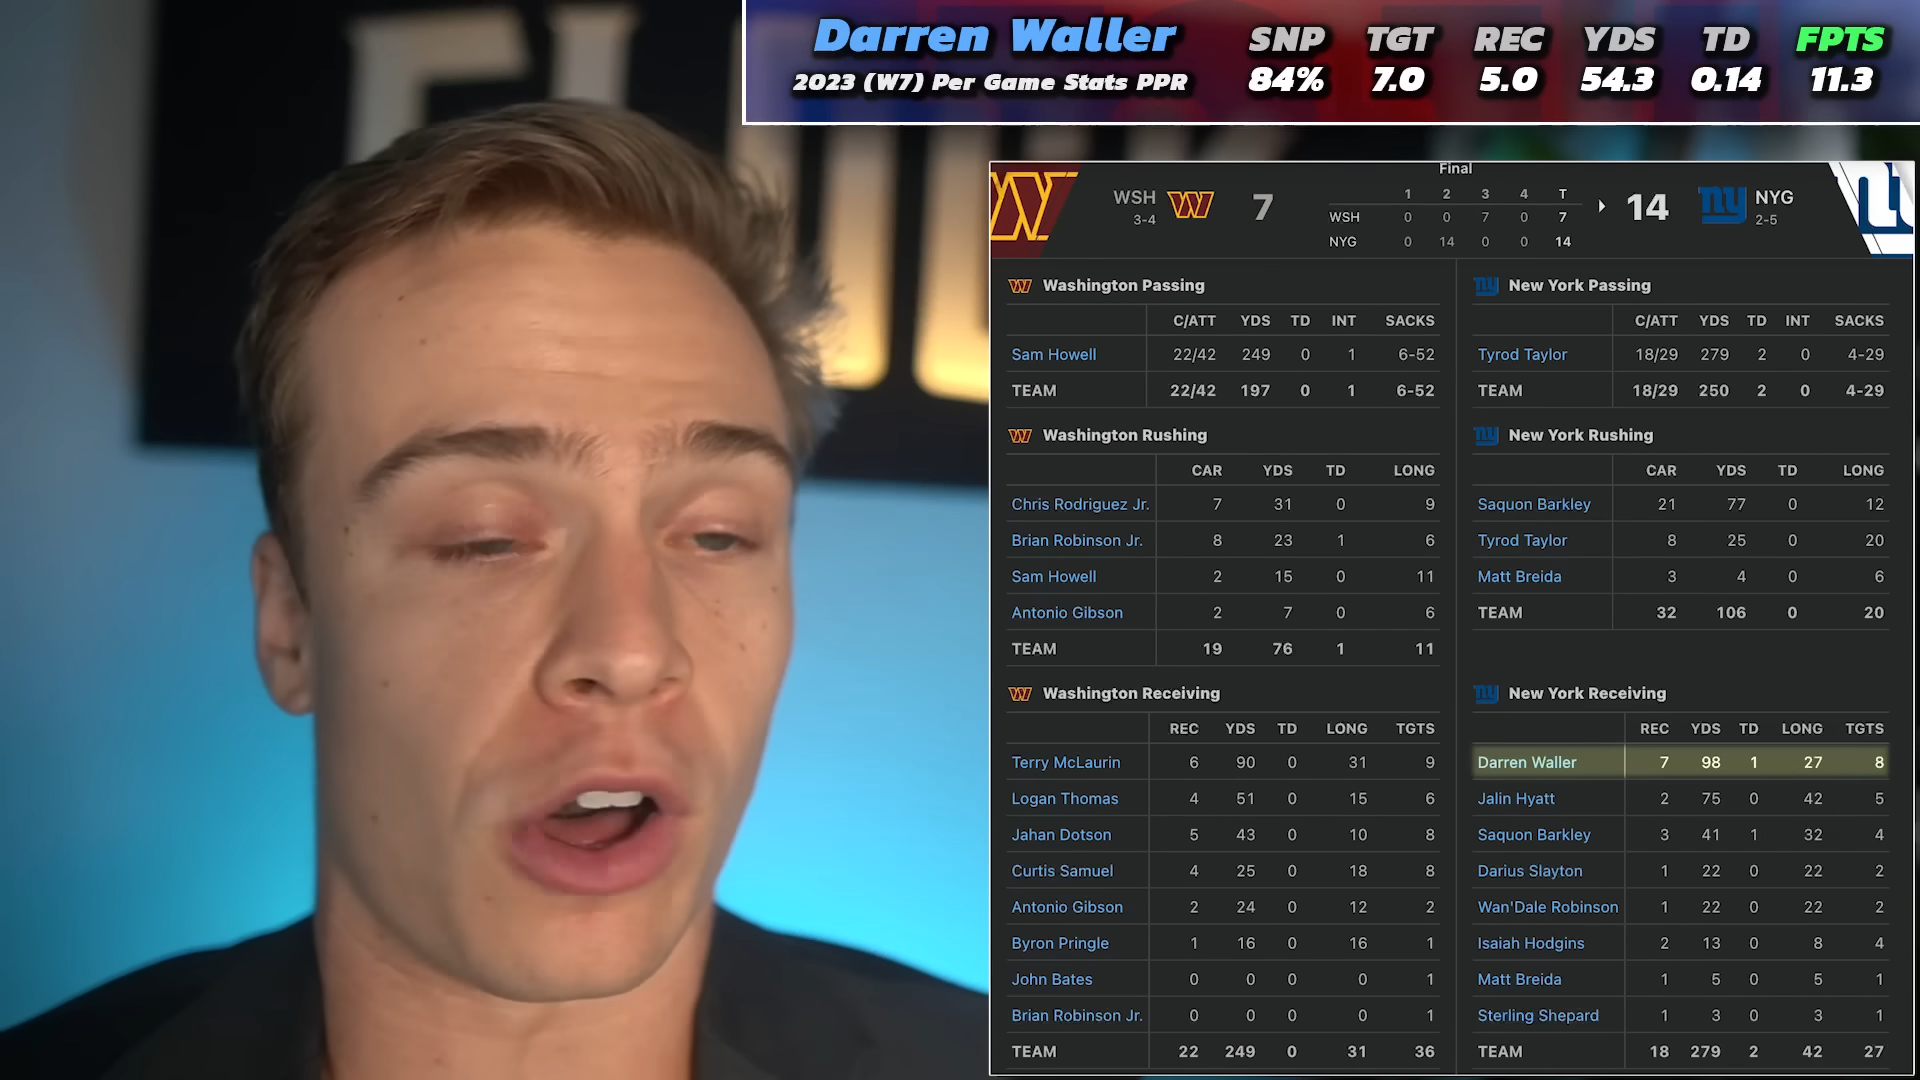 Darren Waller
2023 (W7) Per Game Stats PPR
SNP TGT REC YDS TD FPTS
84% 7.0 5.0 54.3 0.14 11.3
Final
WSH 3-4 7
1 2 3 4 T
WSH 0 0 7 0 7
NYG 0 14 0 0 14
14 NYG 2-5
Washington Passing
C/ATT YDS TD INT SACKS
Sam Howell 22/42 249 0 1 6-52
TEAM 22/42 197 0 1 6-52
Washington Rushing
CAR YDS TD LONG
Chris Rodriguez Jr. 7 31 0 9
Brian Robinson Jr. 8 23 1 6
Sam Howell 2 15 0 11
Antonio Gibson 2 7 0 6
TEAM 19 76 1 11
Washington Receiving
REC YDS TD LONG TGTS
Terry McLaurin 6 90 0 31 9
Logan Thomas 4 51 0 15 6
Jahan Dotson 5 43 0 10 8
Curtis Samuel 4 25 0 18 8
Antonio Gibson 2 24 0 12 2
Byron Pringle 1 16 0 16 1
John Bates 0 0 0 0 1
Brian Robinson Jr. 0 0 0 0 1
TEAM 22 249 0 31 36
New York Passing
C/ATT YDS TD INT SACKS
Tyrod Taylor 18/29 279 2 0 4-29
TEAM 18/29 250 2 0 4-29
New York Rushing
CAR YDS TD LONG
Saquon Barkley 21 77 0 12
Tyrod Taylor 8 25 0 20
Matt Breida 3 4 0 6
TEAM 32 106 0 20
New York Receiving
REC YDS TD LONG TGTS
Darren Waller 7 98 1 27 8
Jalin Hyatt 2 75 0 42 5
Saquon Barkley 3 41 1 32 4
Darius Slayton 1 22 0 22 2
Wan'Dale Robinson 1 22 0 22 2
Isaiah Hodgins 2 13 0 8 4
Matt Breida 1 5 0 5 1
Sterling Shepard 1 3 0 3 1
TEAM 18 279 2 42 27